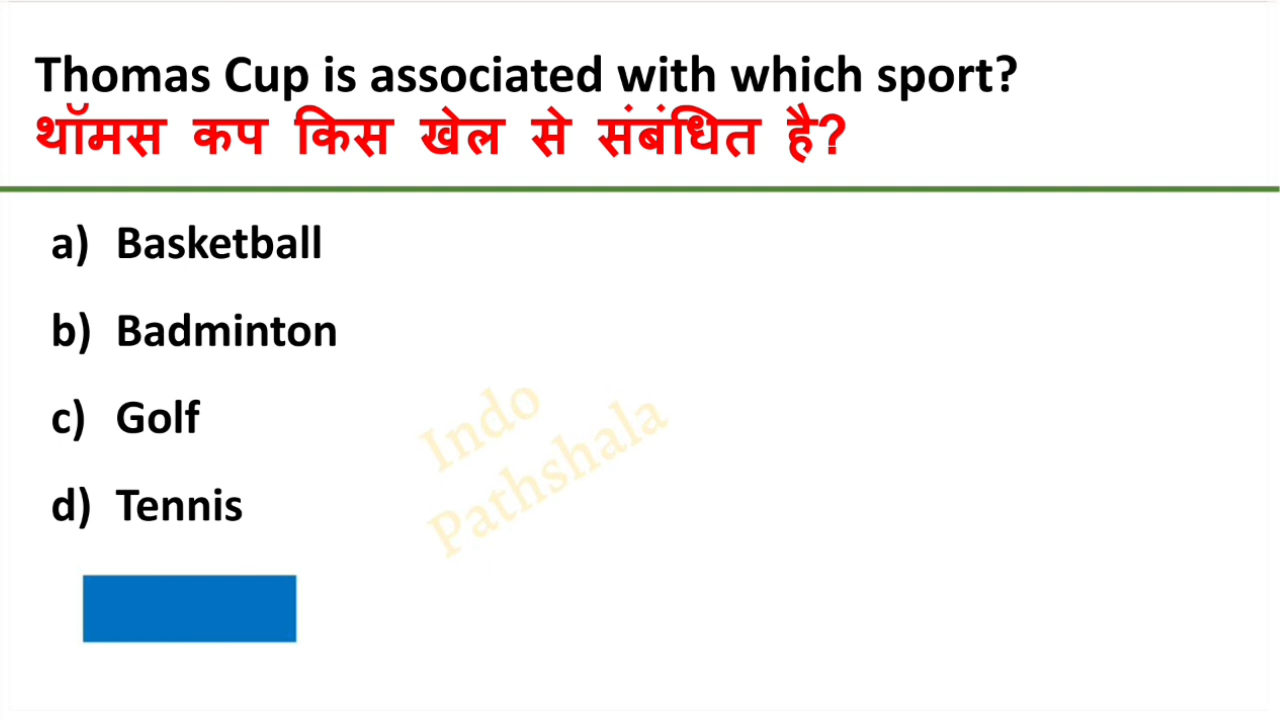 Thomas Cup is associated with which sport?
थॉमस कप किस खेल से संबंधित है?
a) Basketball
b) Badminton
c) Golf
d) Tennis
Indo
Pathshala